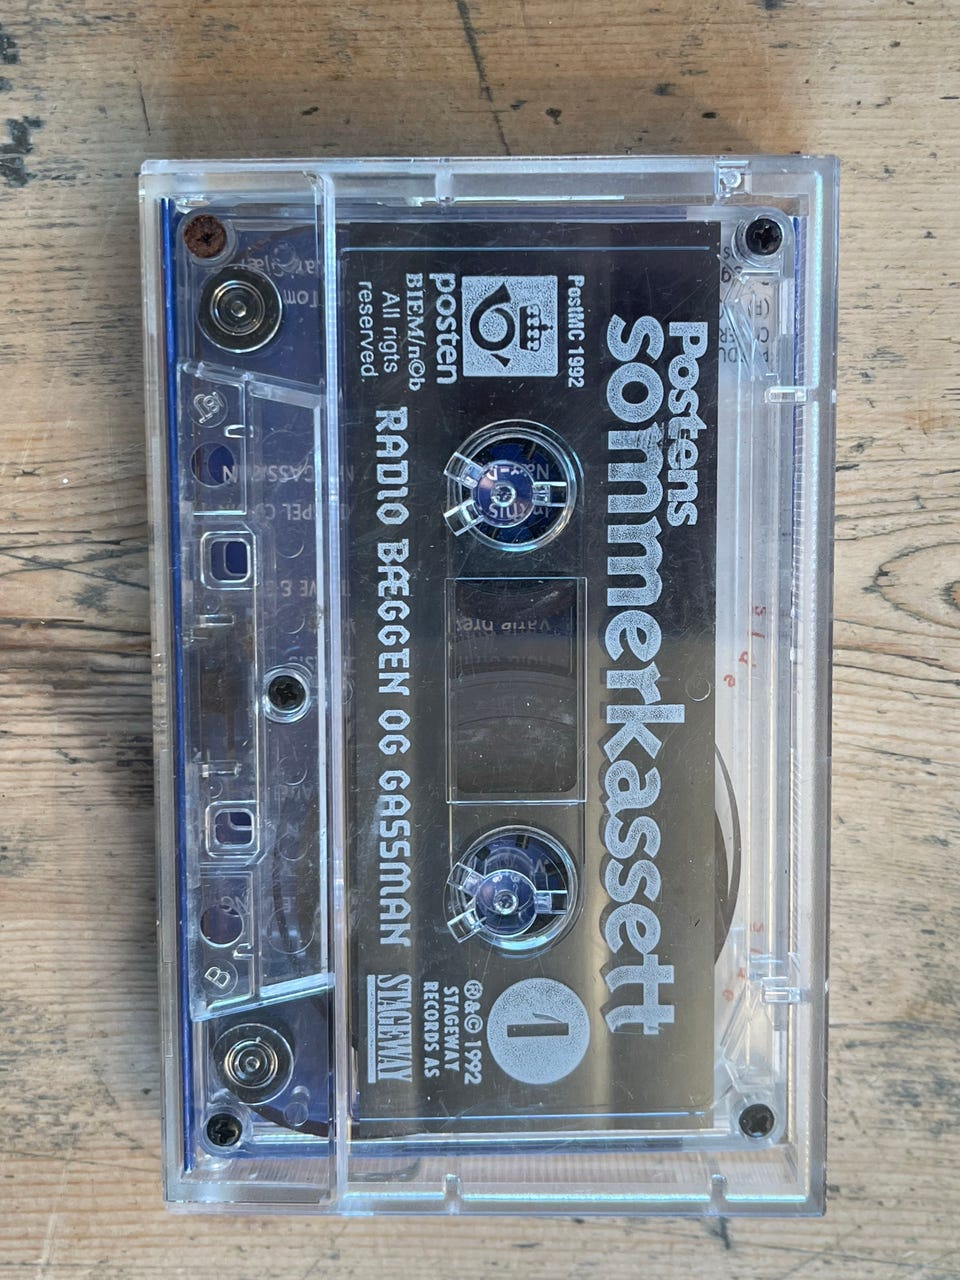 Postens
sommerkassett
PostMC 1992
posten
BIEM/n©b
All rigts
reserved.
1
℗&© 1992
STAGEWAY
RECORDS AS
RADIO BÆGGEN OG GASSMAN
STAGEWAY
B